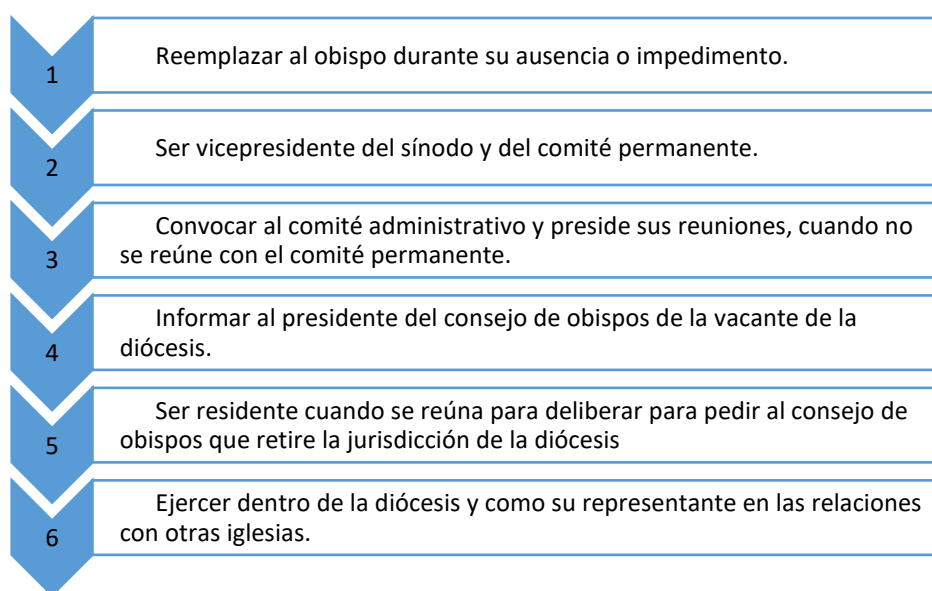 1
Reemplazar al obispo durante su ausencia o impedimento.
2
Ser vicepresidente del sínodo y del comité permanente.
3
Convocar al comité administrativo y preside sus reuniones, cuando no
se reúne con el comité permanente.
4
Informar al presidente del consejo de obispos de la vacante de la
diócesis.
5
Ser residente cuando se reúna para deliberar para pedir al consejo de
obispos que retire la jurisdicción de la diócesis
6
Ejercer dentro de la diócesis y como su representante en las relaciones
con otras iglesias.